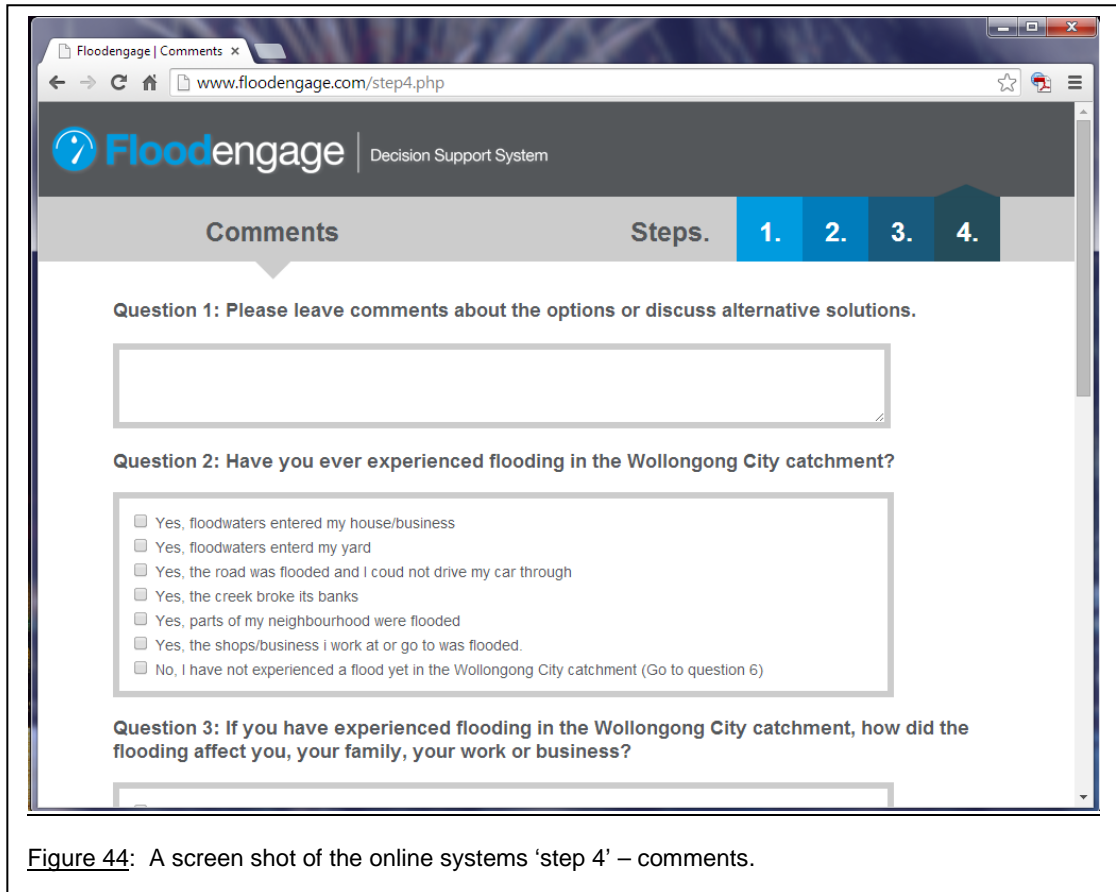 Floodengage | Comments ×
www.floodengage.com/step4.php
Floodengage | Decision Support System
Comments Steps. 1. 2. 3. 4.
Question 1: Please leave comments about the options or discuss alternative solutions.
Question 2: Have you ever experienced flooding in the Wollongong City catchment?
Yes, floodwaters entered my house/business
Yes, floodwaters enterd my yard
Yes, the road was flooded and I coud not drive my car through
Yes, the creek broke its banks
Yes, parts of my neighbourhood were flooded
Yes, the shops/business i work at or go to was flooded.
No, I have not experienced a flood yet in the Wollongong City catchment (Go to question 6)
Question 3: If you have experienced flooding in the Wollongong City catchment, how did the
flooding affect you, your family, your work or business?
Figure 44: A screen shot of the online systems ‘step 4’ – comments.